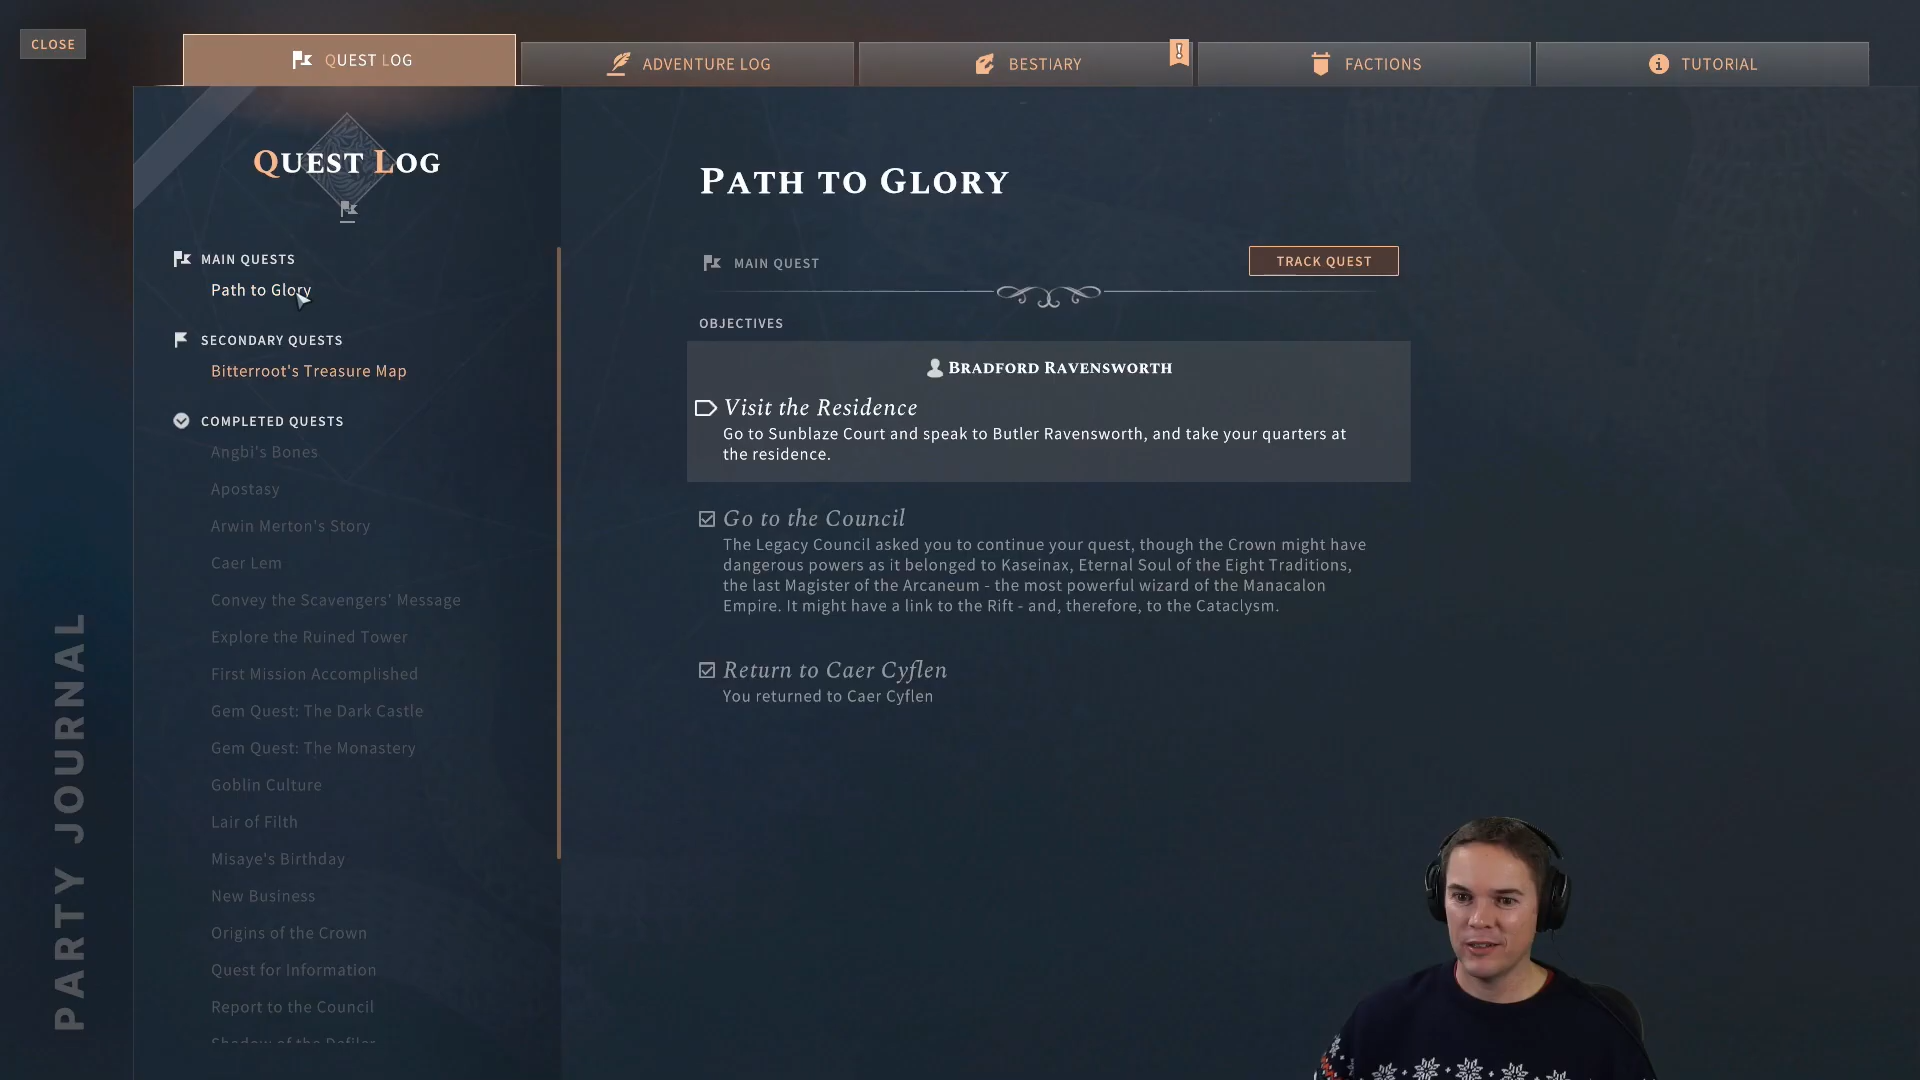 CLOSE
QUEST LOG
ADVENTURE LOG
BESTIARY
FACTIONS
TUTORIAL
QUEST LOG
MAIN QUESTS
Path to Glory
SECONDARY QUESTS
Bitterroot's Treasure Map
COMPLETED QUESTS
Angbi's Bones
Apostasy
Arwin Merton's Story
Caer Lem
Convey the Scavengers' Message
Explore the Ruined Tower
First Mission Accomplished
Gem Quest: The Dark Castle
Gem Quest: The Monastery
Goblin Culture
Lair of Filth
Misaye's Birthday
New Business
Origins of the Crown
Quest for Information
Report to the Council
Shadow of the Defiler
PARTY JOURNAL
PATH TO GLORY
MAIN QUEST
TRACK QUEST
OBJECTIVES
BRADFORD RAVENSWORTH
Visit the Residence
Go to Sunblaze Court and speak to Butler Ravensworth, and take your quarters at
the residence.
Go to the Council
The Legacy Council asked you to continue your quest, though the Crown might have
dangerous powers as it belonged to Kaseinax, Eternal Soul of the Eight Traditions,
the last Magister of the Arcaneum - the most powerful wizard of the Manacalon
Empire. It might have a link to the Rift - and, therefore, to the Cataclysm.
Return to Caer Cyflen
You returned to Caer Cyflen